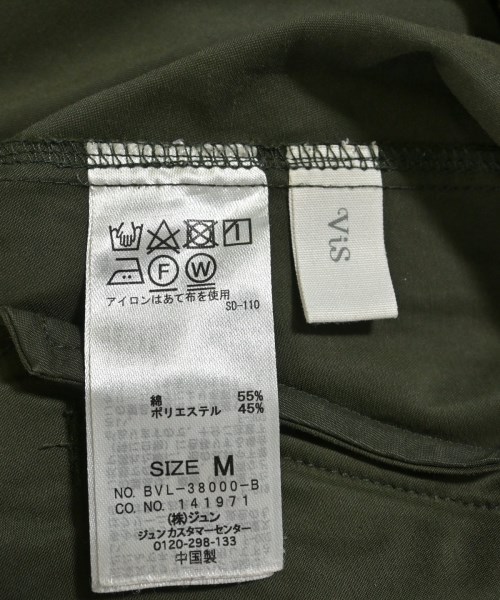 F W
アイロンはあて布を使用
SD-110
綿 55%
ポリエステル 45%
SIZE M
NO. BVL-38000-B
CO. NO. 141971
(株)ジュン
ジュンカスタマーセンター
0120-298-133
中国製
ViS